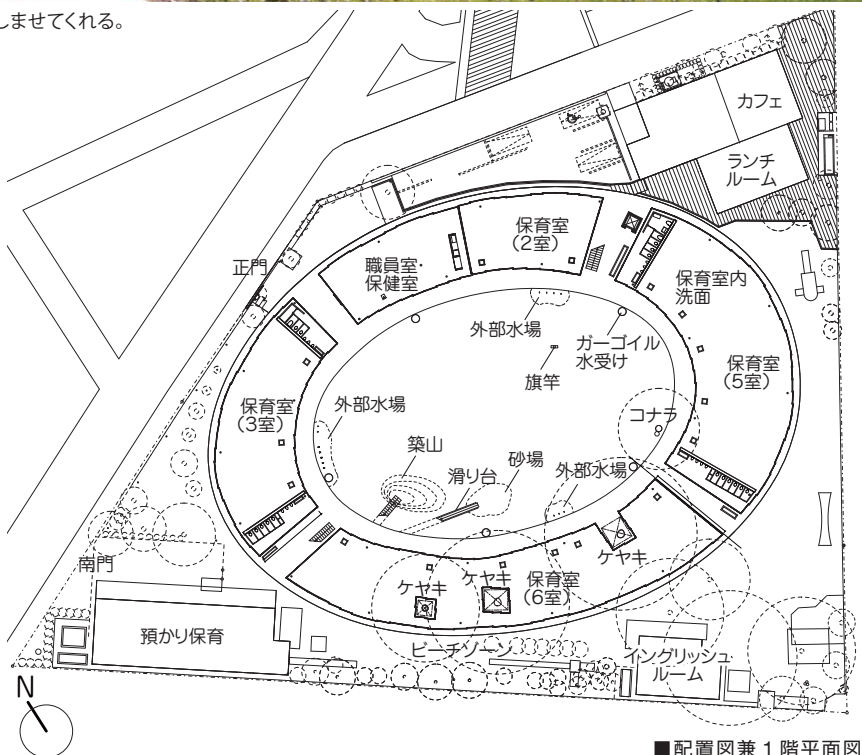 しませてくれる。
カフェ
ランチ
ルーム
保育室
(2室)
職員室
保健室
正門
保育室内
洗面
外部水場
ガーゴイル
水受け
旗竿
保育室
(5室)
保育室
(3室)
外部水場
コナラ
築山
滑り台
砂場
外部水場
ケヤキ
ケヤキ
ケヤキ
保育室
(6室)
南門
預かり保育
ビーチゾーン
イングリッシュ
ルーム
N
■配置図兼1階平面図